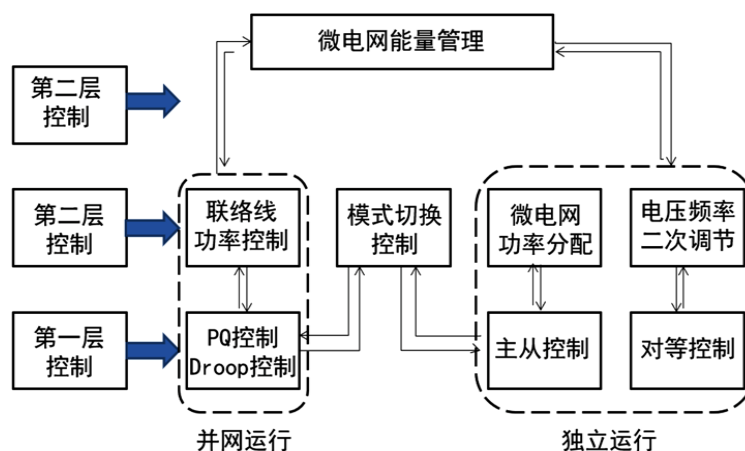 微电网能量管理
第二层
控制
第二层
控制
联络线
功率控制
模式切换
控制
微电网
功率分配
电压频率
二次调节
第一层
控制
PQ控制
Droop控制
主从控制
对等控制
并网运行
独立运行